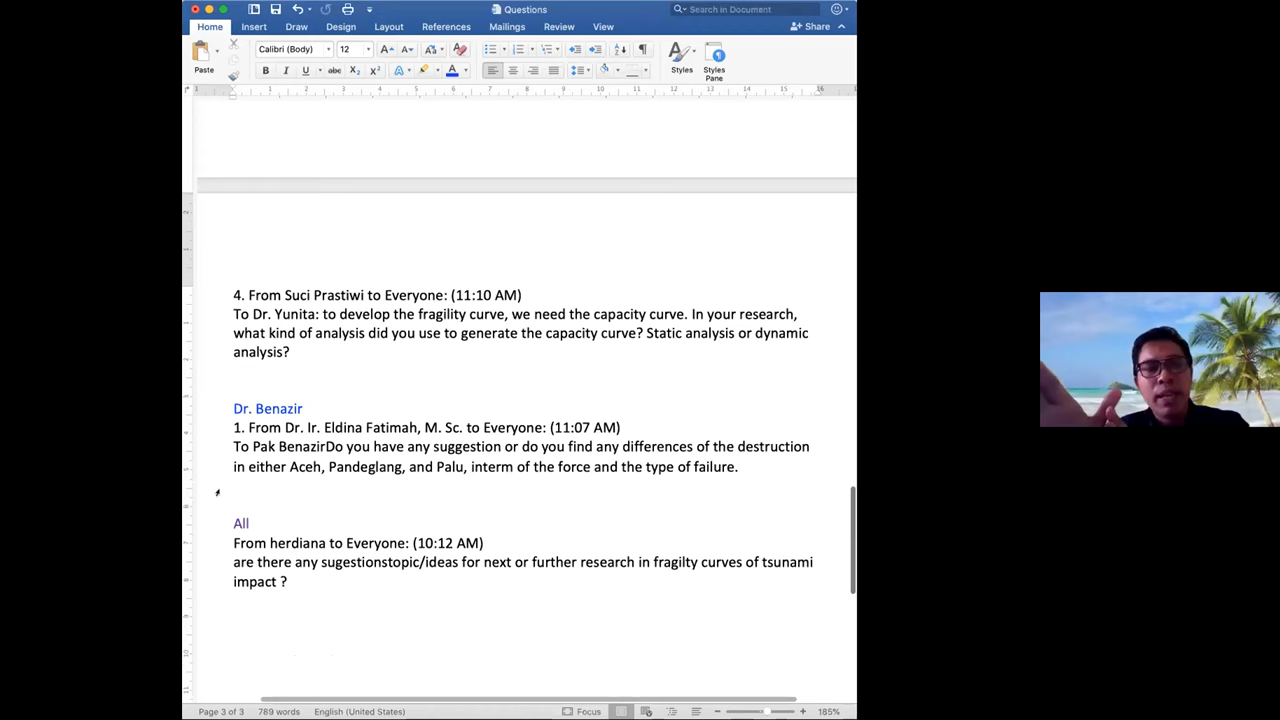 Questions
Search in Document
Home Insert Draw Design Layout References Mailings Review View Share
Calibri (Body) 12
Paste
Styles
Styles Pane
4. From Suci Prastiwi to Everyone: (11:10 AM)
To Dr. Yunita: to develop the fragility curve, we need the capacity curve. In your research,
what kind of analysis did you use to generate the capacity curve? Static analysis or dynamic
analysis?
Dr. Benazir
1. From Dr. Ir. Eldina Fatimah, M. Sc. to Everyone: (11:07 AM)
To Pak BenazirDo you have any suggestion or do you find any differences of the destruction
in either Aceh, Pandeglang, and Palu, interm of the force and the type of failure.
All
From herdiana to Everyone: (10:12 AM)
are there any sugestionstopic/ideas for next or further research in fragilty curves of tsunami
impact ?
Page 3 of 3 789 words English (United States) Focus 185%